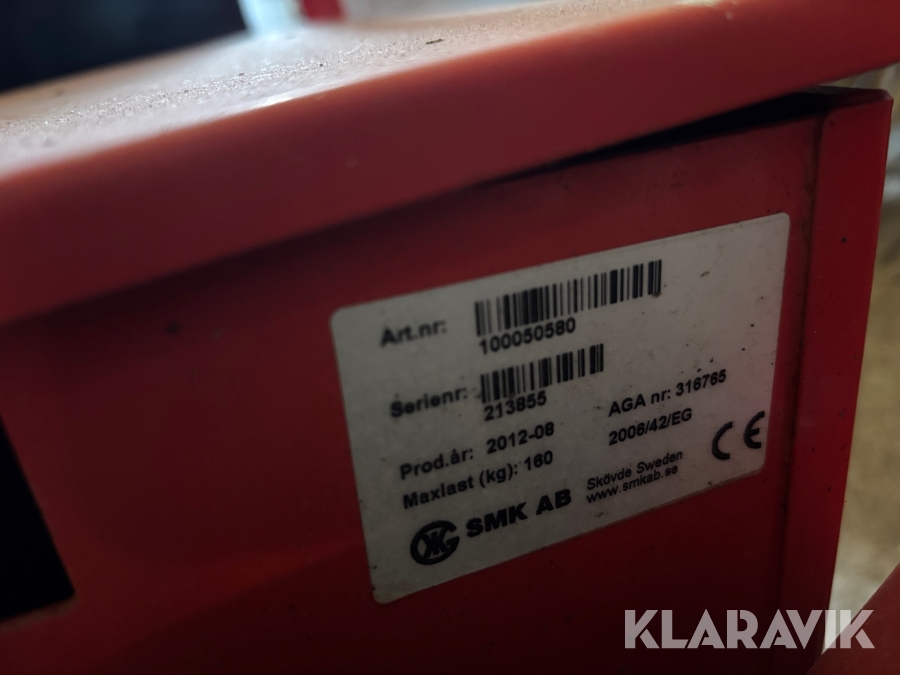 Art.nr:
100050580
Serienr:
213855
Prod.år: 2012-08
AGA nr: 316765
Maxlast (kg): 160
2006/42/EG
CE
SMK AB
Skövde Sweden
www.smkab.se
KLARAVIK